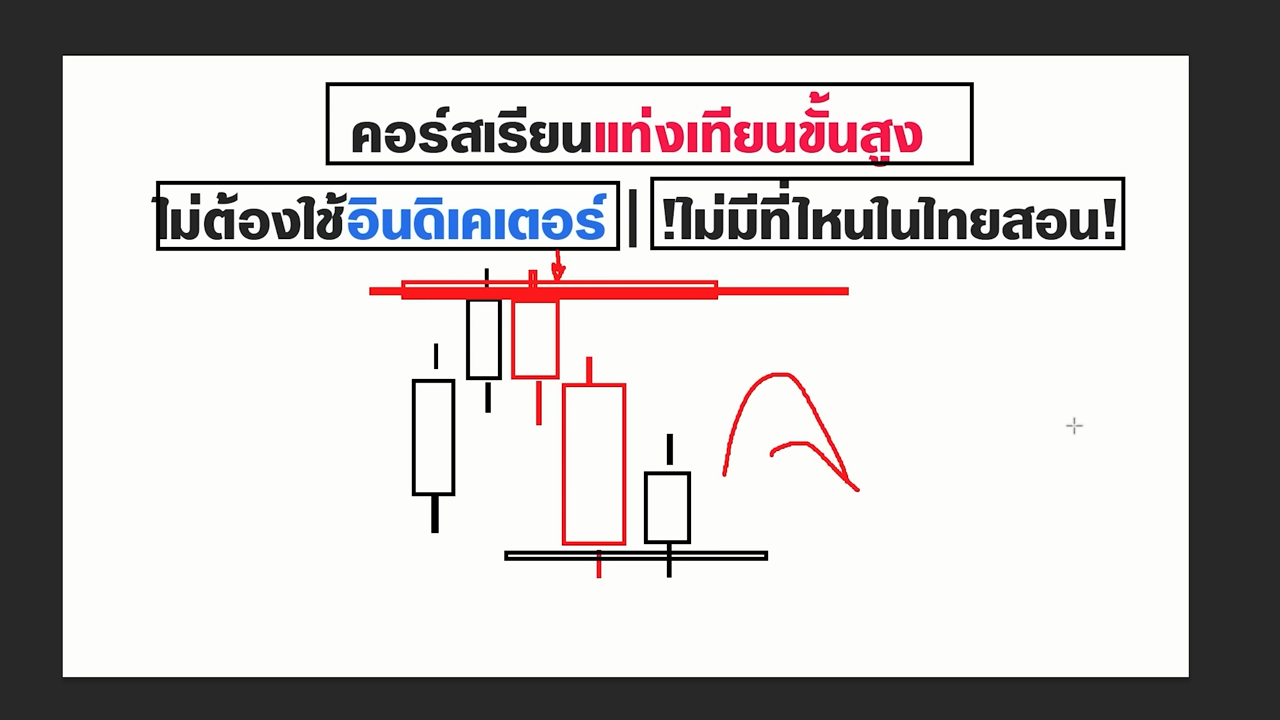 คอร์สเรียนแท่งเทียนขั้นสูง
ไม่ต้องใช้อินดิเคเตอร์ | !ไม่มีที่ไหนในไทยสอน!